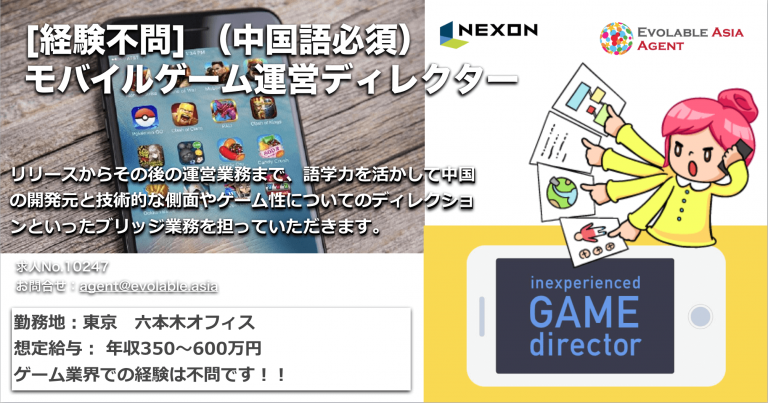 [経験不問]（中国語必須）
モバイルゲーム運営ディレクター
NEXON
EVOLABLE ASIA
AGENT
リリースからその後の運営業務まで、語学力を活かして中国
の開発元と技術的な側面やゲーム性についてのディレクショ
ンといったブリッジ業務を担っていただきます。
求人No.10247
お問合せ：agent@evolable.asia
勤務地：東京　六本木オフィス
想定給与： 年収350～600万円
ゲーム業界での経験は不問です！！
inexperienced
GAME
director